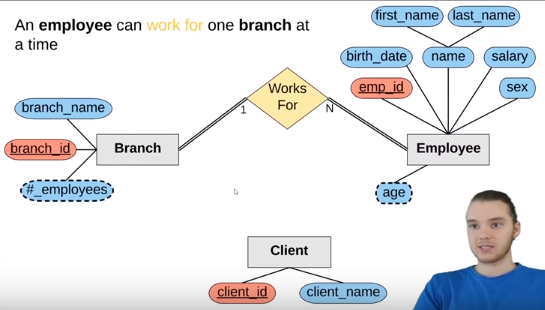 An employee can work for one branch at
a time
first_name
last_name
birth_date
name
salary
emp_id
sex
Works
For
1
N
branch_name
branch_id
#_employees
Branch
Employee
age
Client
client_id
client_name